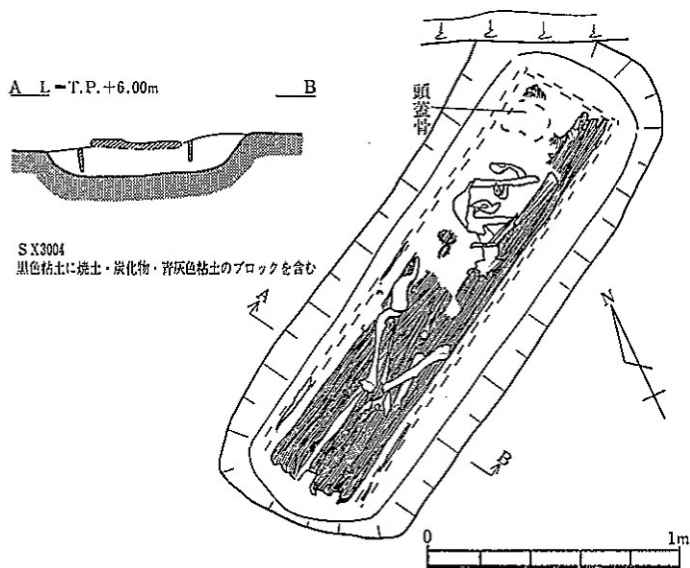 A L=T.P.+6.00m B
SX3004
黒色粘土に焼土・炭化物・青灰色粘土のブロックを含む
頭蓋骨
A
B
N
0 1m